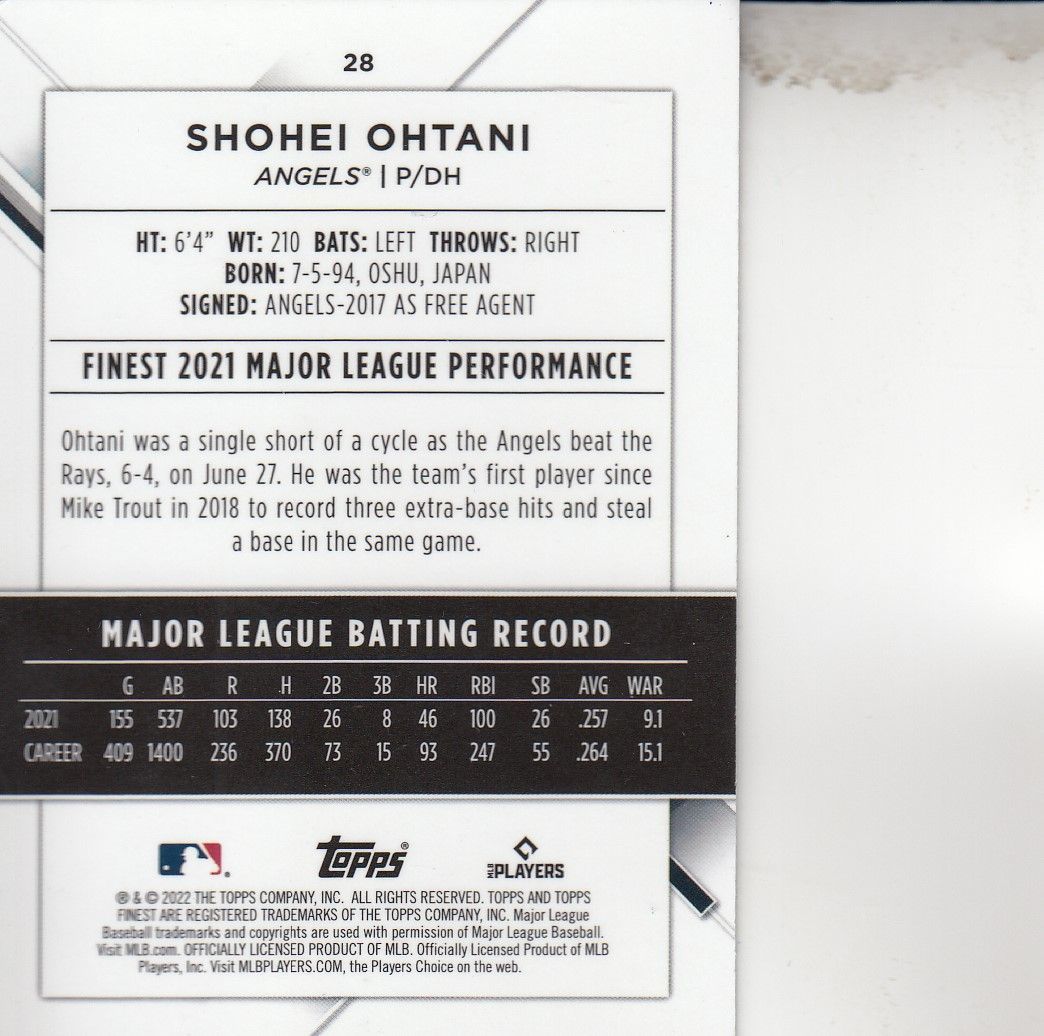 28
SHOHEI OHTANI
ANGELS® | P/DH
HT: 6'4" WT: 210 BATS: LEFT THROWS: RIGHT
BORN: 7-5-94, OSHU, JAPAN
SIGNED: ANGELS-2017 AS FREE AGENT
FINEST 2021 MAJOR LEAGUE PERFORMANCE
Ohtani was a single short of a cycle as the Angels beat the
Rays, 6-4, on June 27. He was the team's first player since
Mike Trout in 2018 to record three extra-base hits and steal
a base in the same game.
MAJOR LEAGUE BATTING RECORD
G AB R H 2B 3B HR RBI SB AVG WAR
2021 155 537 103 138 26 8 46 100 26 .257 9.1
CAREER 409 1400 236 370 73 15 93 247 55 .264 15.1
Topps® MLB PLAYERS
® & © 2022 THE TOPPS COMPANY, INC. ALL RIGHTS RESERVED. TOPPS AND TOPPS
FINEST ARE REGISTERED TRADEMARKS OF THE TOPPS COMPANY, INC. Major League
Baseball trademarks and copyrights are used with permission of Major League Baseball.
Visit MLB.com. OFFICIALLY LICENSED PRODUCT OF MLB. Officially Licensed Product of MLB
Players, Inc. Visit MLBPLAYERS.COM, the Players Choice on the web.